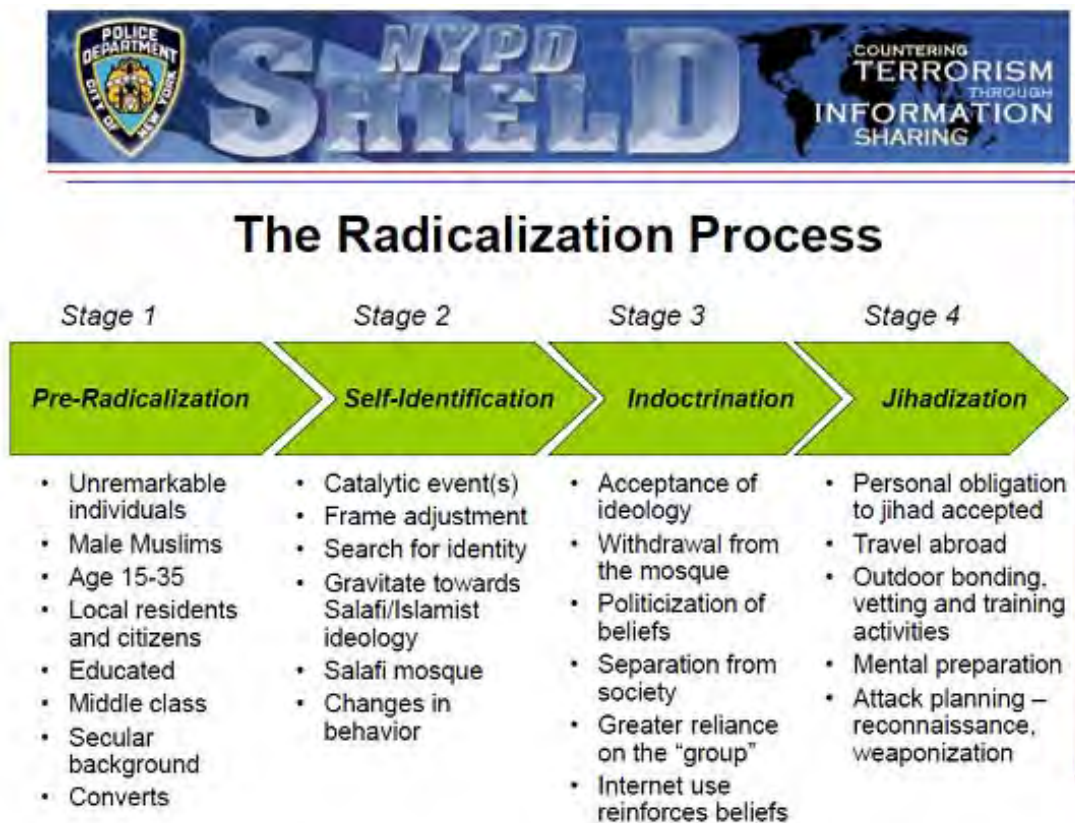 POLICE
DEPARTMENT
CITY OF
NEW YORK
NYPD
SHIELD
COUNTERING
TERRORISM
THROUGH
INFORMATION
SHARING
The Radicalization Process
Stage 1
Stage 2
Stage 3
Stage 4
Pre-Radicalization
Self-Identification
Indoctrination
Jihadization
• Unremarkable
individuals
• Male Muslims
• Age 15-35
• Local residents
and citizens
• Educated
• Middle class
• Secular
background
• Converts
• Catalytic event(s)
• Frame adjustment
• Search for identity
• Gravitate towards
Salafi/Islamist
ideology
• Salafi mosque
• Changes in
behavior
• Acceptance of
ideology
• Withdrawal from
the mosque
• Politicization of
beliefs
• Separation from
society
• Greater reliance
on the “group”
• Internet use
reinforces beliefs
• Personal obligation
to jihad accepted
• Travel abroad
• Outdoor bonding,
vetting and training
activities
• Mental preparation
• Attack planning –
reconnaissance,
weaponization